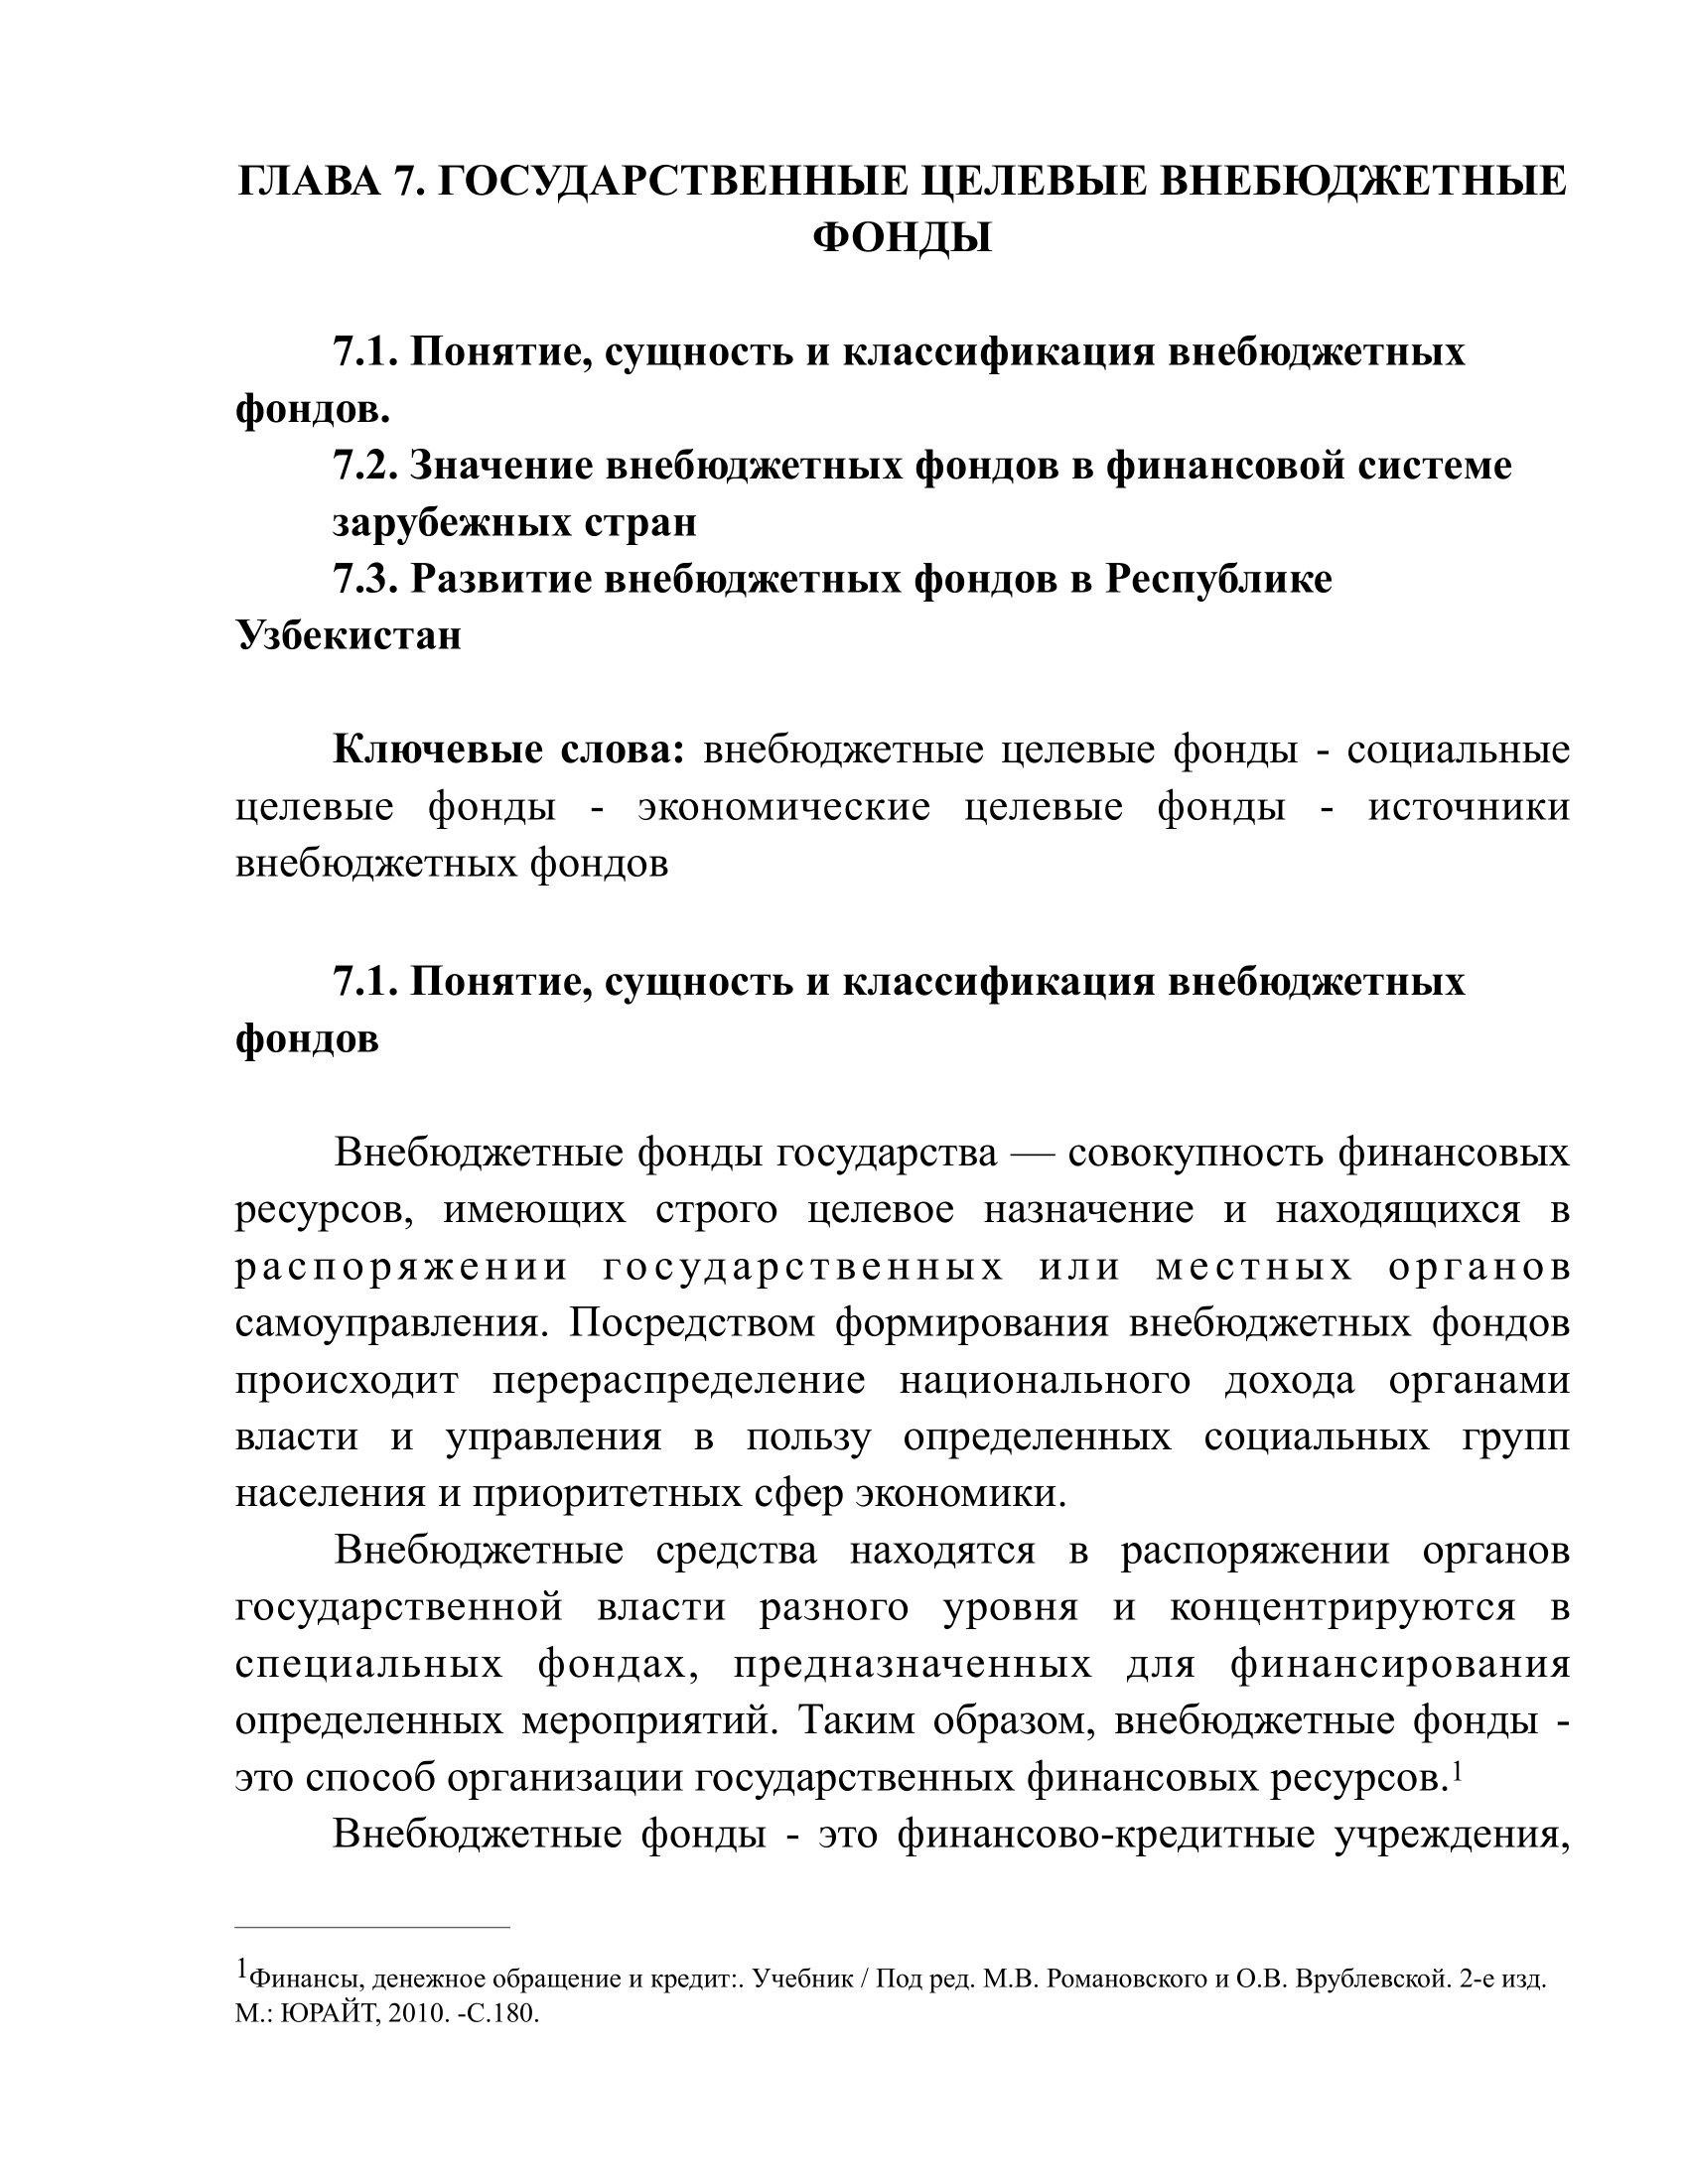 ГЛАВА 7. ГОСУДАРСТВЕННЫЕ ЦЕЛЕВЫЕ ВНЕБЮДЖЕТНЫЕ
ФОНДЫ
7.1. Понятие, сущность и классификация внебюджетных
фондов.
7.2. Значение внебюджетных фондов в финансовой системе
зарубежных стран
7.3. Развитие внебюджетных фондов в Республике
Узбекистан
Ключевые слова: внебюджетные целевые фонды - социальные
целевые фонды - экономические целевые фонды - источники
внебюджетных фондов
7.1. Понятие, сущность и классификация внебюджетных
фондов
Внебюджетные фонды государства — совокупность финансовых
ресурсов, имеющих строго целевое назначение и находящихся в
распоряжении государственных или местных органов
самоуправления. Посредством формирования внебюджетных фондов
происходит перераспределение национального дохода органами
власти и управления в пользу определенных социальных групп
населения и приоритетных сфер экономики.
Внебюджетные средства находятся в распоряжении органов
государственной власти разного уровня и концентрируются в
специальных фондах, предназначенных для финансирования
определенных мероприятий. Таким образом, внебюджетные фонды -
это способ организации государственных финансовых ресурсов.1
Внебюджетные фонды - это финансово-кредитные учреждения,
1Финансы, денежное обращение и кредит:. Учебник / Под ред. М.В. Романовского и О.В. Врублевской. 2-е изд.
М.: ЮРАЙТ, 2010. -С.180.